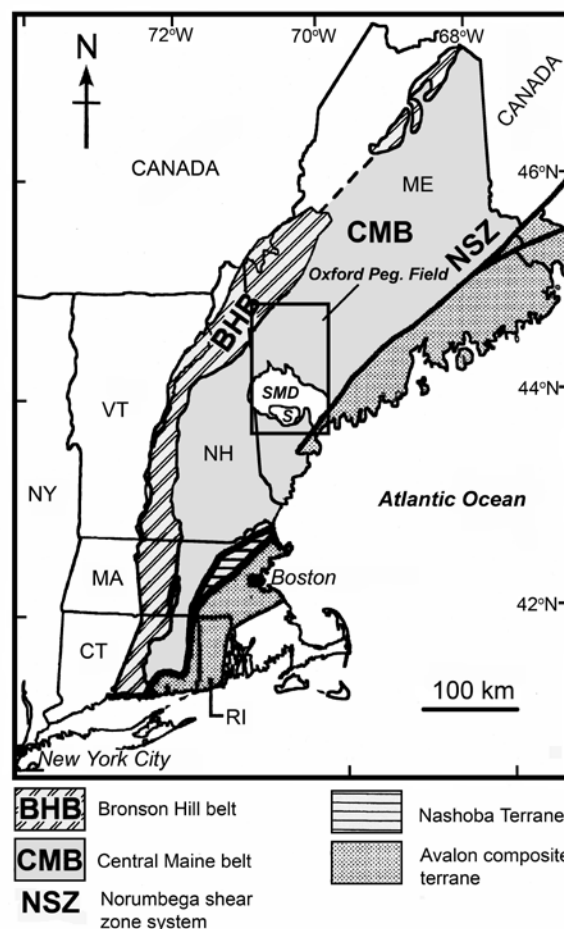 72°W 70°W 68°W
N
CANADA
CANADA
46°N
ME
CMB
NSZ
Oxford Peg. Field
BHB
SMD
44°N
S
VT
NH
NY
Atlantic Ocean
MA
Boston
42°N
CT
100 km
RI
New York City
BHB Bronson Hill belt
Nashoba Terrane
CMB Central Maine belt
Avalon composite
terrane
NSZ Norumbega shear
zone system